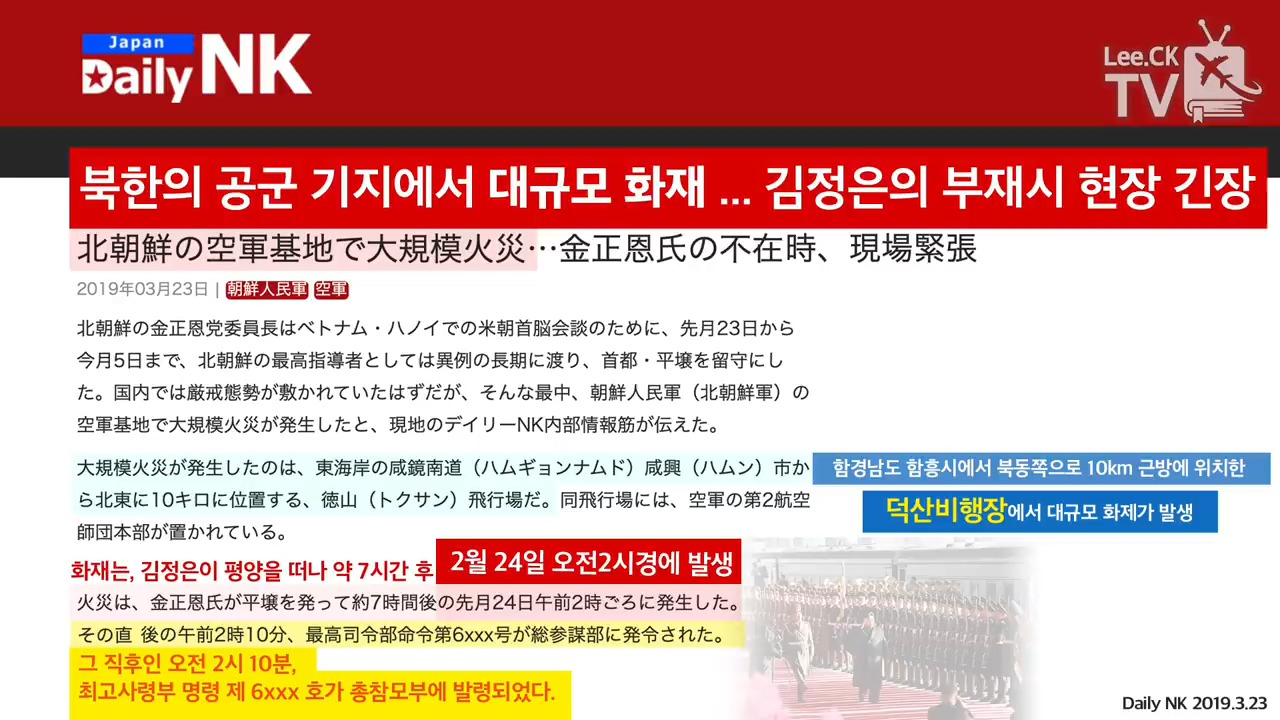 Japan
Daily NK
Lee.CK
TV
북한의 공군 기지에서 대규모 화재 ... 김정은의 부재시 현장 긴장
北朝鮮の空軍基地で大規模火災…金正恩氏の不在時、現場緊張
2019年03月23日 | 朝鮮人民軍 空軍
北朝鮮の金正恩党委員長はベトナム・ハノイでの米朝首脳会談のために、先月23日から
今月5日まで、北朝鮮の最高指導者としては異例の長期に渡り、首都・平壌を留守にし
た。国内では厳戒態勢が敷かれていたはずだが、そんな最中、朝鮮人民軍（北朝鮮軍）の
空軍基地で大規模火災が発生したと、現地のデイリーNK内部情報筋が伝えた。
大規模火災が発生したのは、東海岸の咸鏡南道（ハムギョンナムド）咸興（ハムン）市か
ら北東に10キロに位置する、徳山（トクサン）飛行場だ。同飛行場には、空軍の第2航空
師団本部が置かれている。
함경남도 함흥시에서 북동쪽으로 10km 근방에 위치한
덕산비행장에서 대규모 화제가 발생
화재는, 김정은이 평양을 떠나 약 7시간 후 2월 24일 오전2시경에 발생
火災は、金正恩氏が平壌を発って約7時間後の先月24日午前2時ごろに発生した。
その直 後の午前2時10分、最高司令部命令第6xxx号が総参謀部に発令された。
그 직후인 오전 2시 10분,
최고사령부 명령 제 6xxx 호가 총참모부에 발령되었다.
Daily NK 2019.3.23